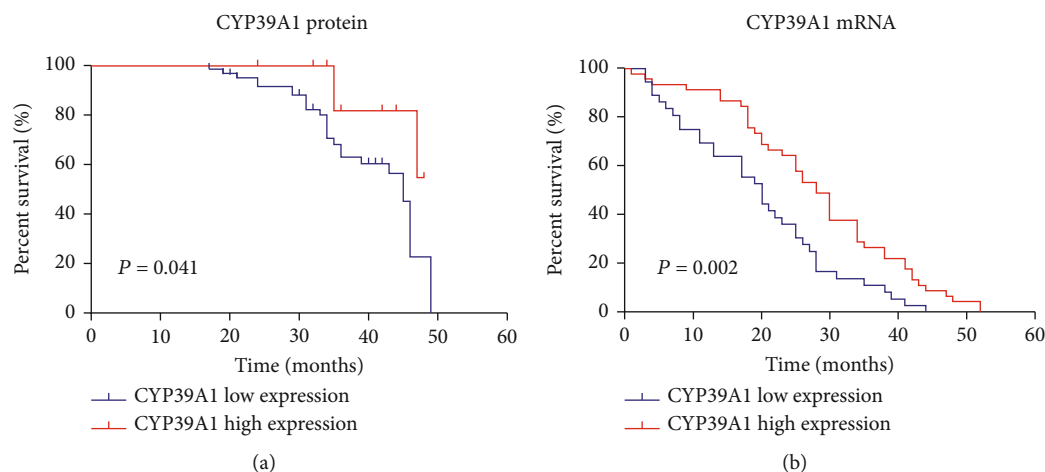 CYP39A1 protein
100
80
60
40
20
0
Percent survival (%)
P = 0.041
0 10 20 30 40 50 60
Time (months)
CYP39A1 low expression
CYP39A1 high expression
(a)
CYP39A1 mRNA
100
80
60
40
20
0
Percent survival (%)
P = 0.002
0 10 20 30 40 50 60
Time (months)
CYP39A1 low expression
CYP39A1 high expression
(b)